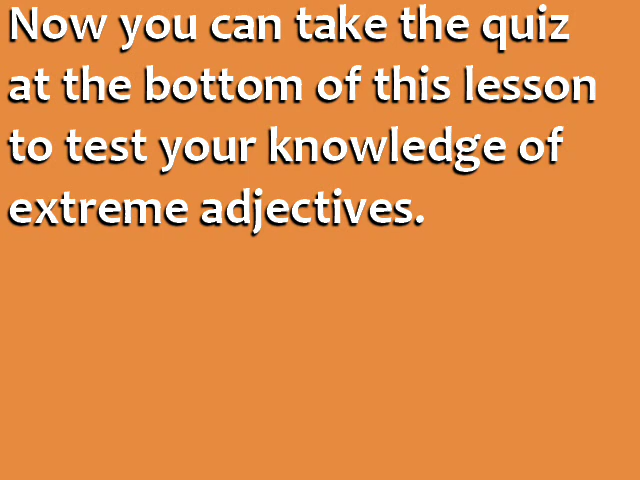 Now you can take the quiz
at the bottom of this lesson
to test your knowledge of
extreme adjectives.